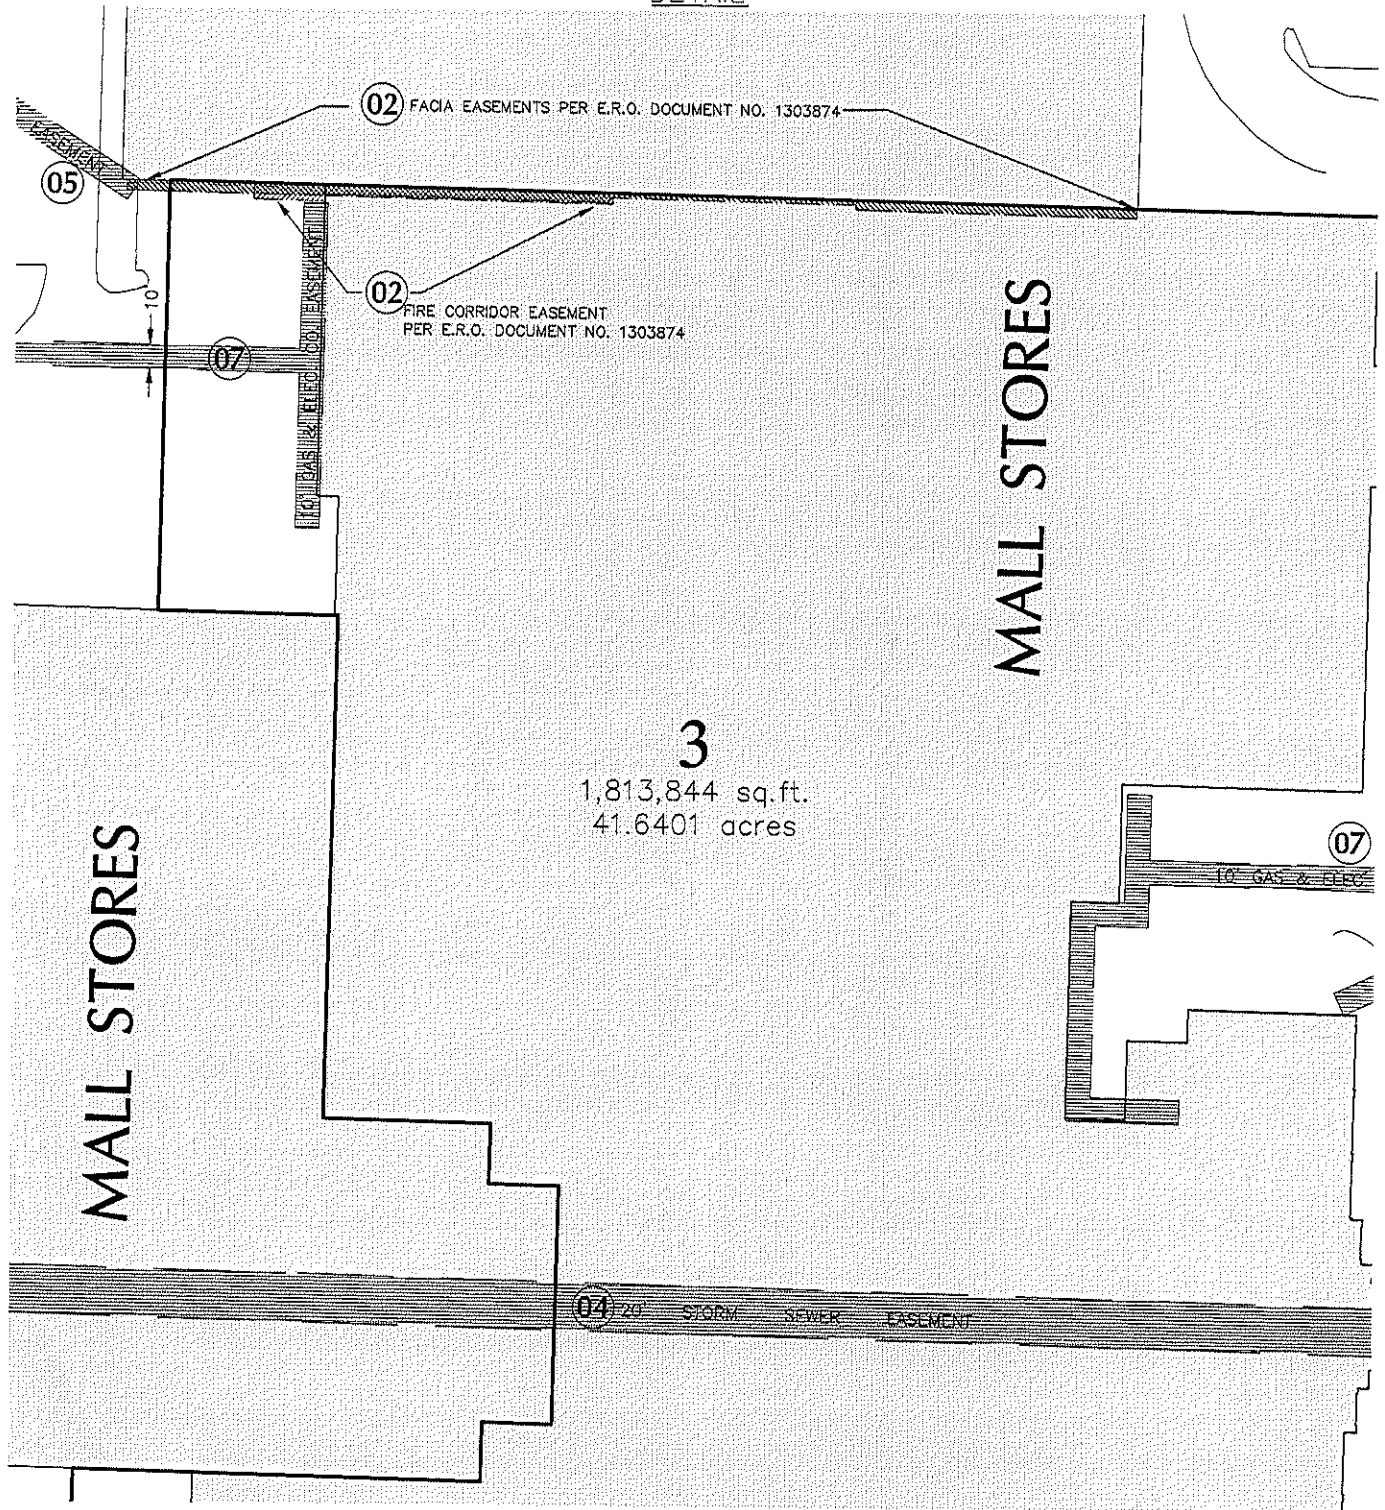 02 FACIA EASEMENTS PER E.R.O. DOCUMENT NO. 1303874
EASEMENT
05
02
FIRE CORRIDOR EASEMENT
PER E.R.O. DOCUMENT NO. 1303874
10'
07
10' GAS & ELEC. CO. EASEMENT
MALL STORES
3
1,813,844 sq.ft.
41.6401 acres
07
10' GAS & ELEC
MALL STORES
04 20' STORM SEWER EASEMENT